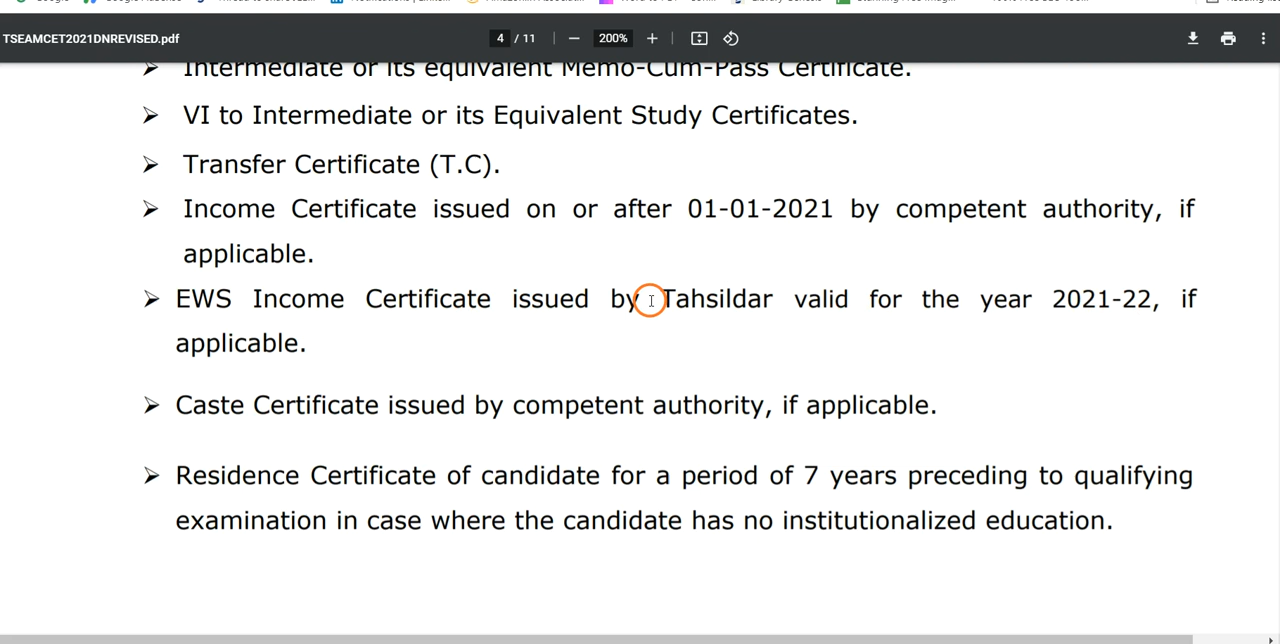 TSEAMCET2021DNREVISED.pdf
4 / 11
200%
Intermediate or its equivalent Memo-Cum-Pass Certificate.
➢ VI to Intermediate or its Equivalent Study Certificates.
➢ Transfer Certificate (T.C).
➢ Income Certificate issued on or after 01-01-2021 by competent authority, if
applicable.
➢ EWS Income Certificate issued by Tahsildar valid for the year 2021-22, if
applicable.
➢ Caste Certificate issued by competent authority, if applicable.
➢ Residence Certificate of candidate for a period of 7 years preceding to qualifying
examination in case where the candidate has no institutionalized education.